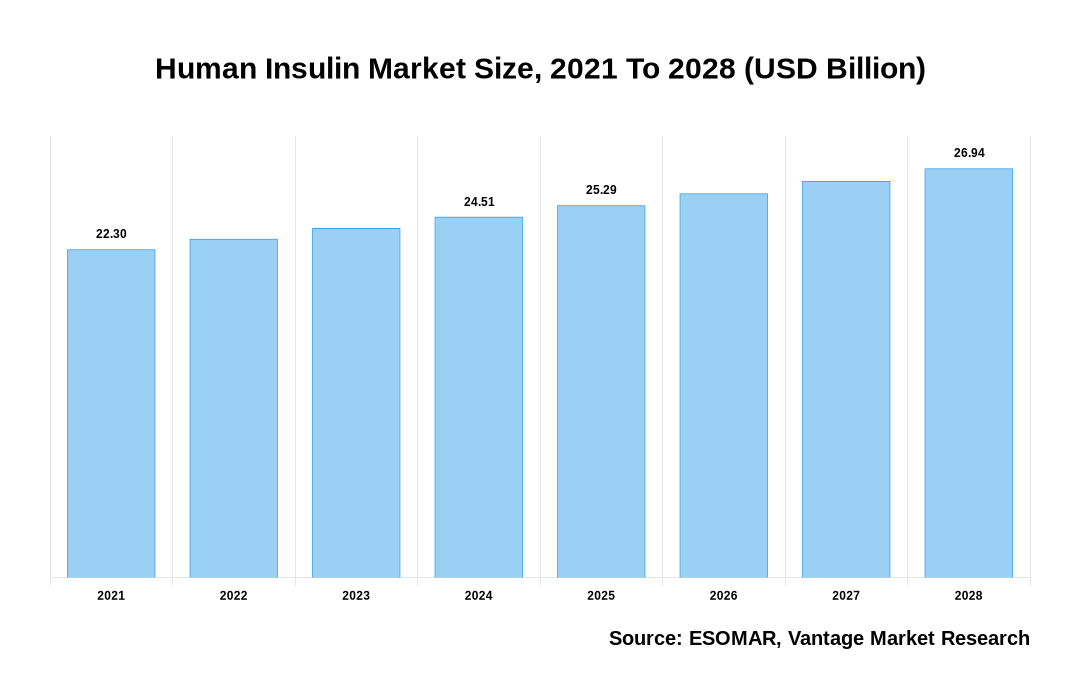 Human Insulin Market Size, 2021 To 2028 (USD Billion)
26.94
25.29
24.51
22.30
2021 2022 2023 2024 2025 2026 2027 2028
Source: ESOMAR, Vantage Market Research